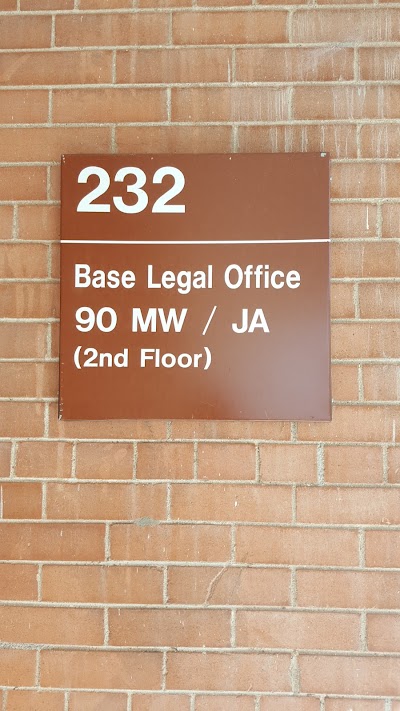 232
Base Legal Office
90 MW / JA
(2nd Floor)